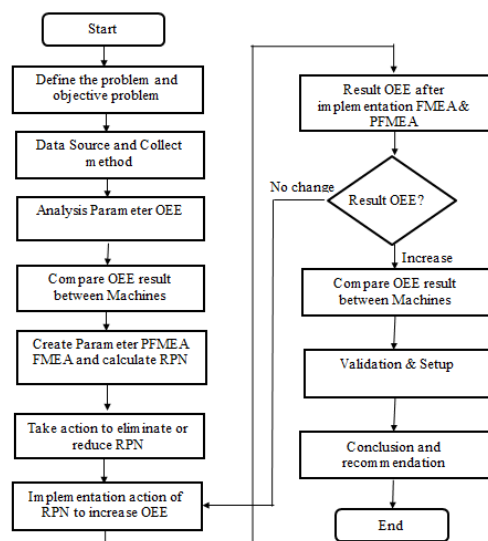 Start
Define the problem and
objective problem
Data Source and Collect
method
Analysis Parameter OEE
Compare OEE result
between Machines
Create Parameter PFMEA
FMEA and calculate RPN
Take action to eliminate or
reduce RPN
Implementation action of
RPN to increase OEE
Result OEE after
implementation FMEA &
PFMEA
No change
Result OEE?
Increase
Compare OEE result
between Machines
Validation & Setup
Conclusion and
recommendation
End